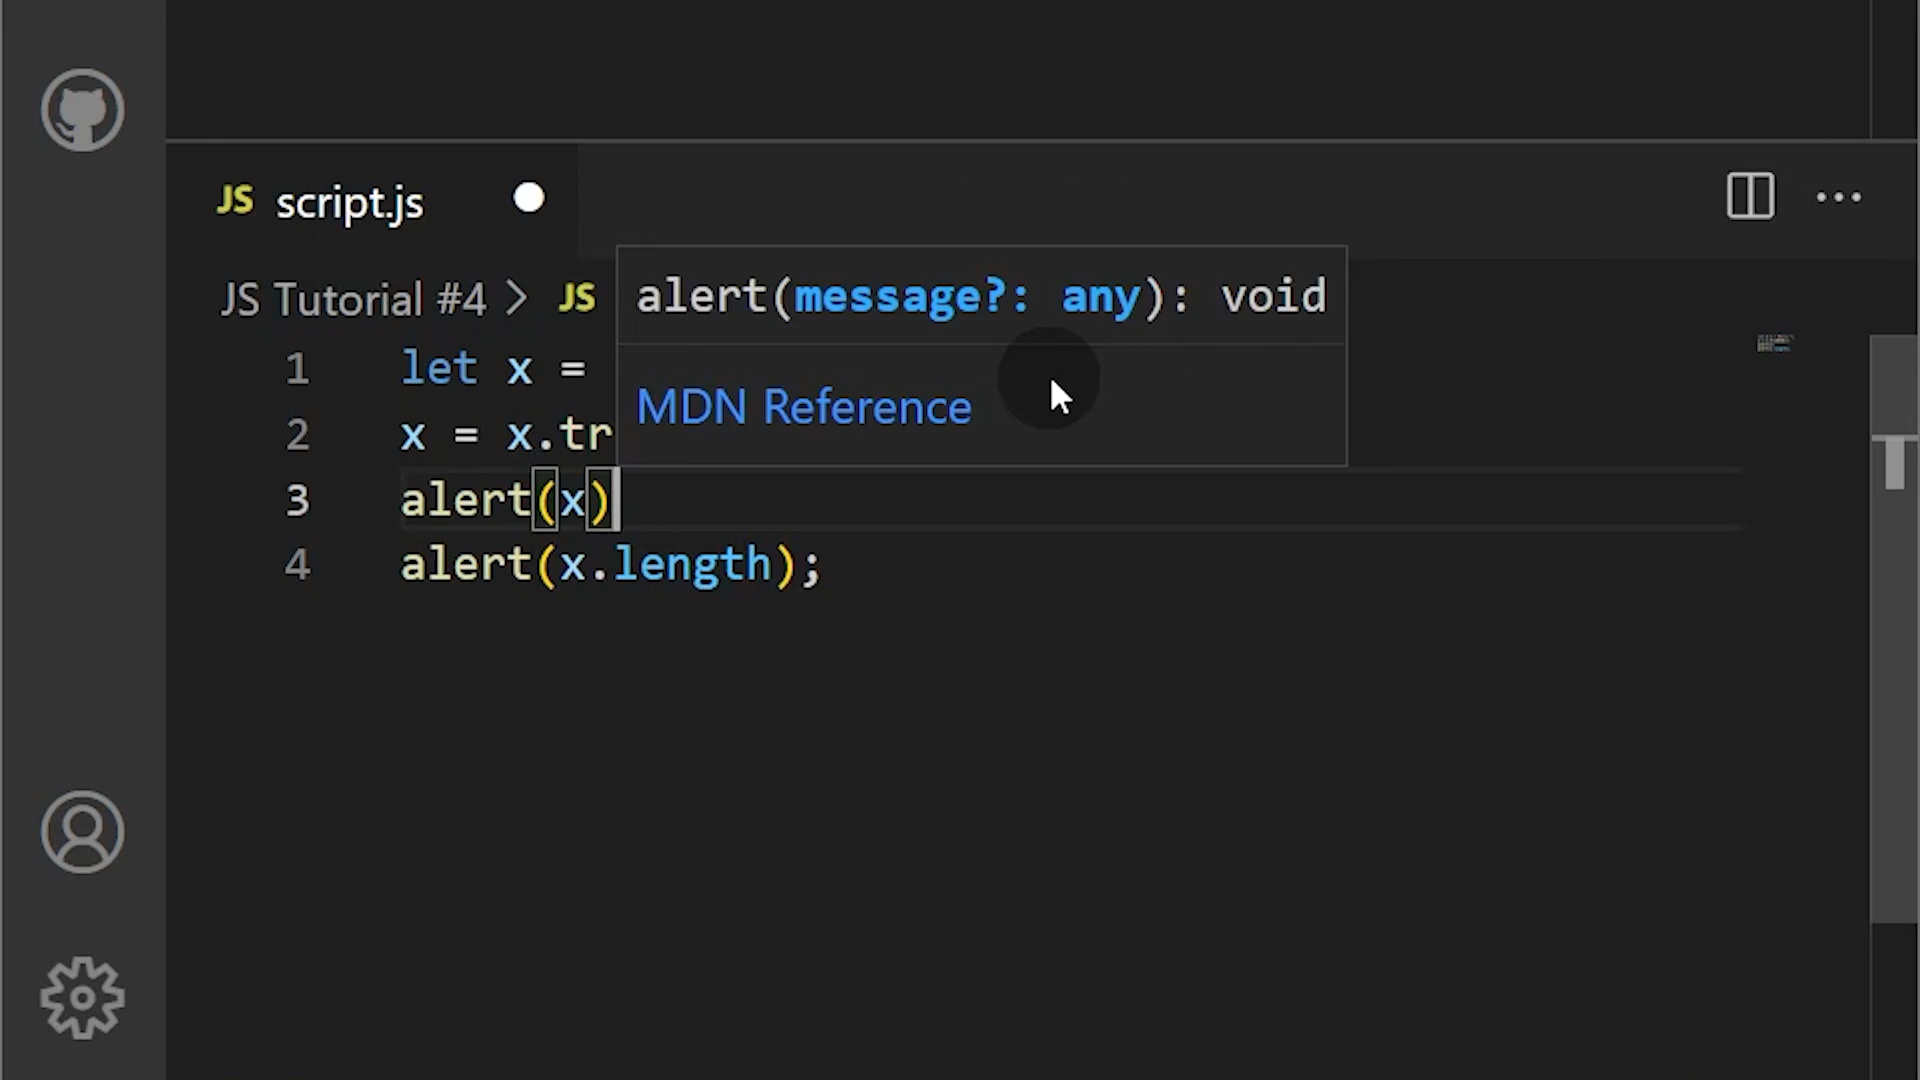 JS script.js
alert(message?: any): void
JS Tutorial #4 > JS
MDN Reference
1 let x =
2 x = x.tr
3 alert(x)
4 alert(x.length);